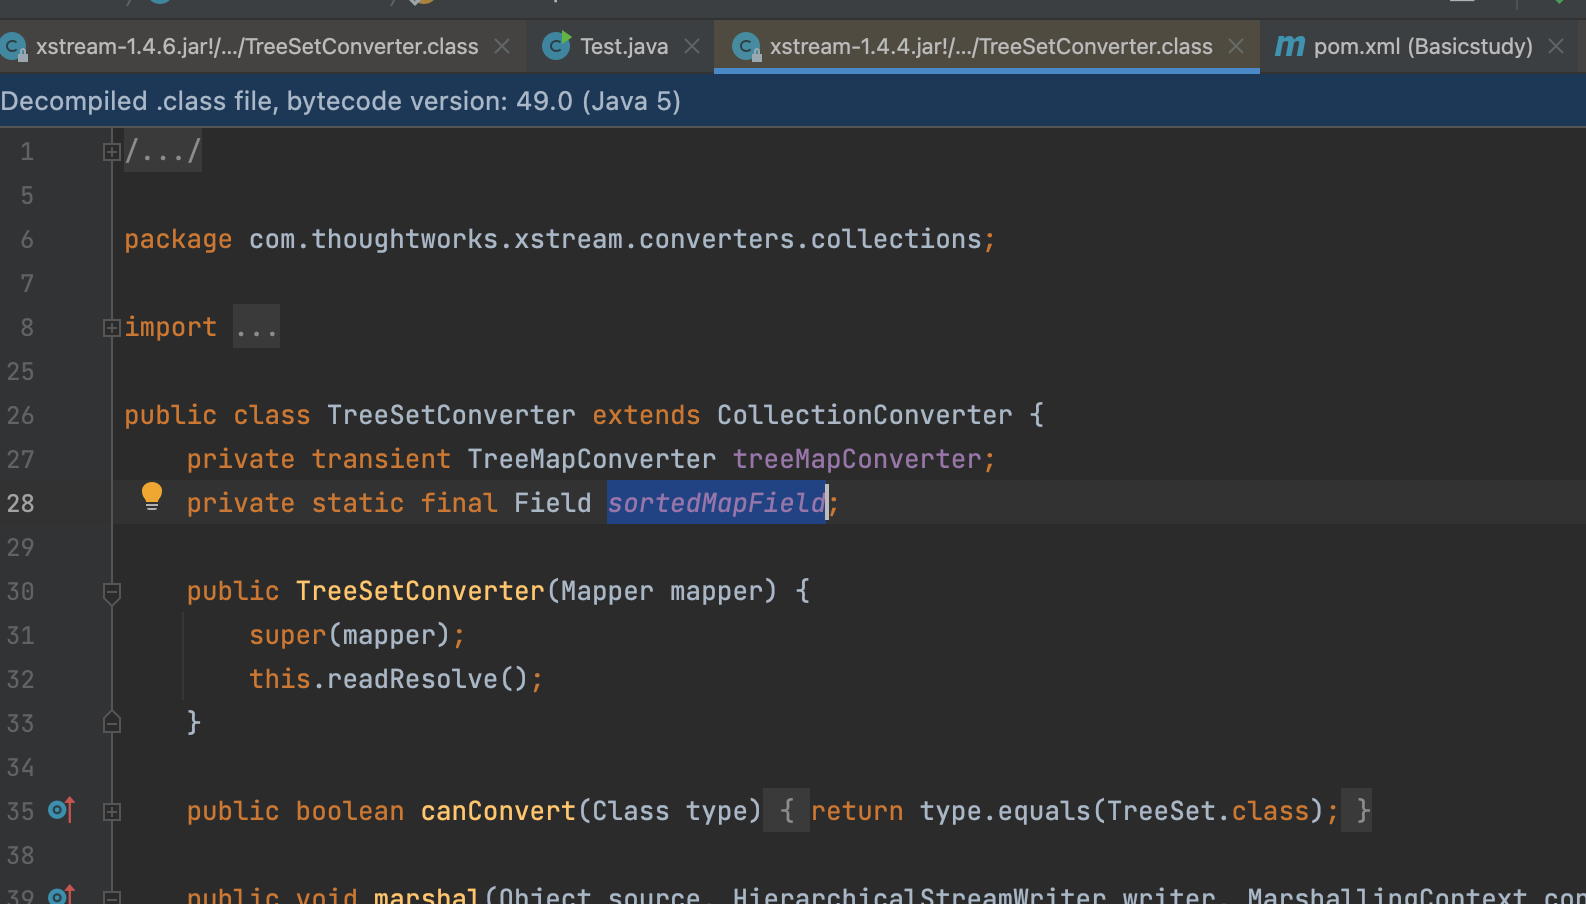 xstream-1.4.6.jar!/.../TreeSetConverter.class Test.java xstream-1.4.4.jar!/.../TreeSetConverter.class m pom.xml (Basicstudy)
Decompiled .class file, bytecode version: 49.0 (Java 5)
1 /.../
5
6 package com.thoughtworks.xstream.converters.collections;
7
8 import ...
25
26 public class TreeSetConverter extends CollectionConverter {
27 private transient TreeMapConverter treeMapConverter;
28 private static final Field sortedMapField;
29
30 public TreeSetConverter(Mapper mapper) {
31 super(mapper);
32 this.readResolve();
33 }
34
35 public boolean canConvert(Class type) { return type.equals(TreeSet.class); }
38
39 public void marshal(Object source, HierarchicalStreamWriter writer, MarshallingContext con